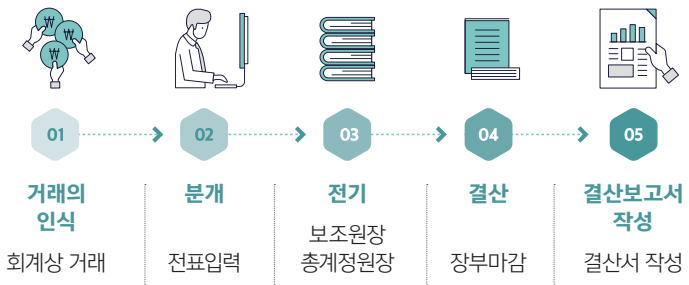 ₩ ₩ ₩
01
02
03
04
05
거래의
인식
회계상 거래
분개
전표입력
전기
보조원장
총계정원장
결산
장부마감
결산보고서
작성
결산서 작성